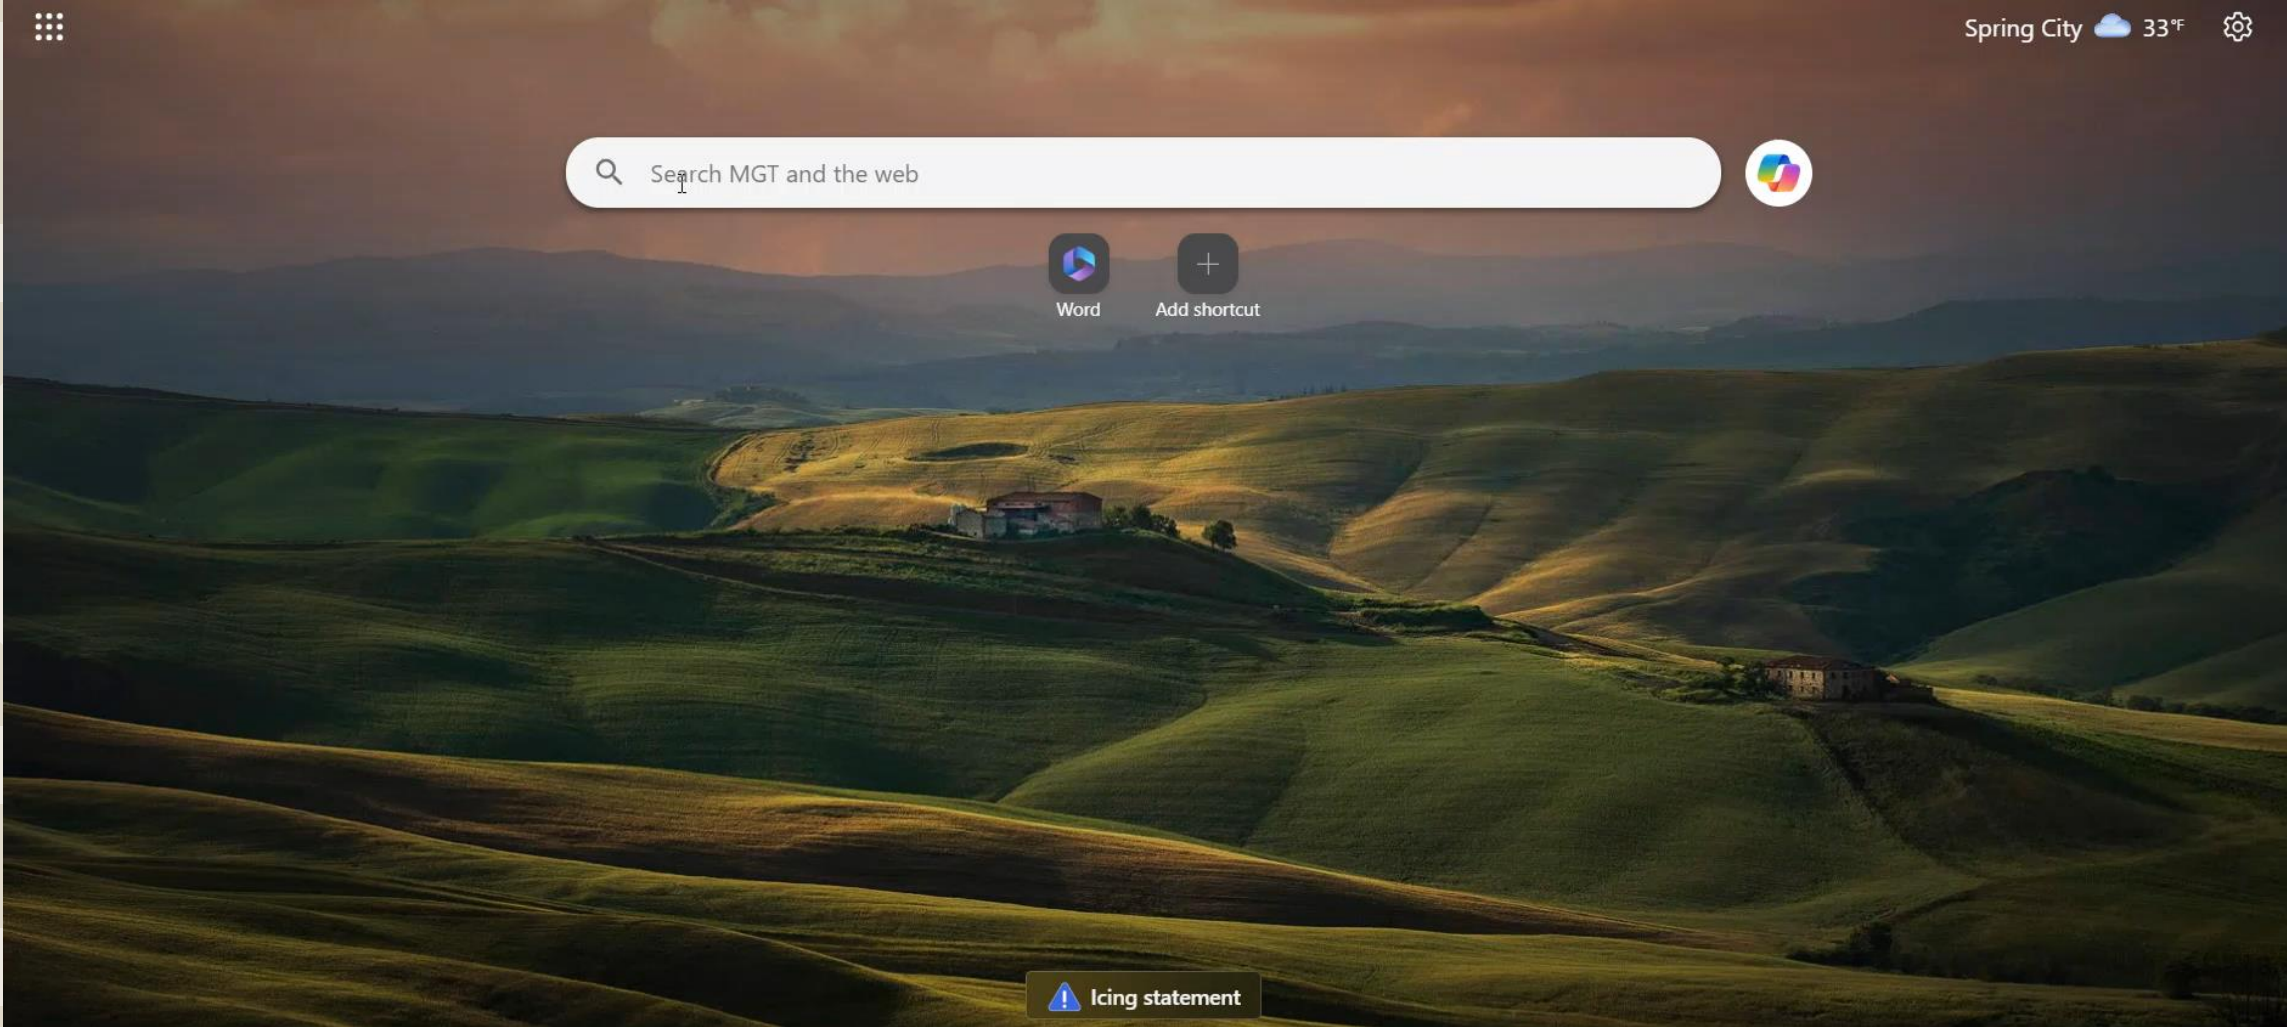 Spring City 33°F
Search MGT and the web
Word Add shortcut
Icing statement